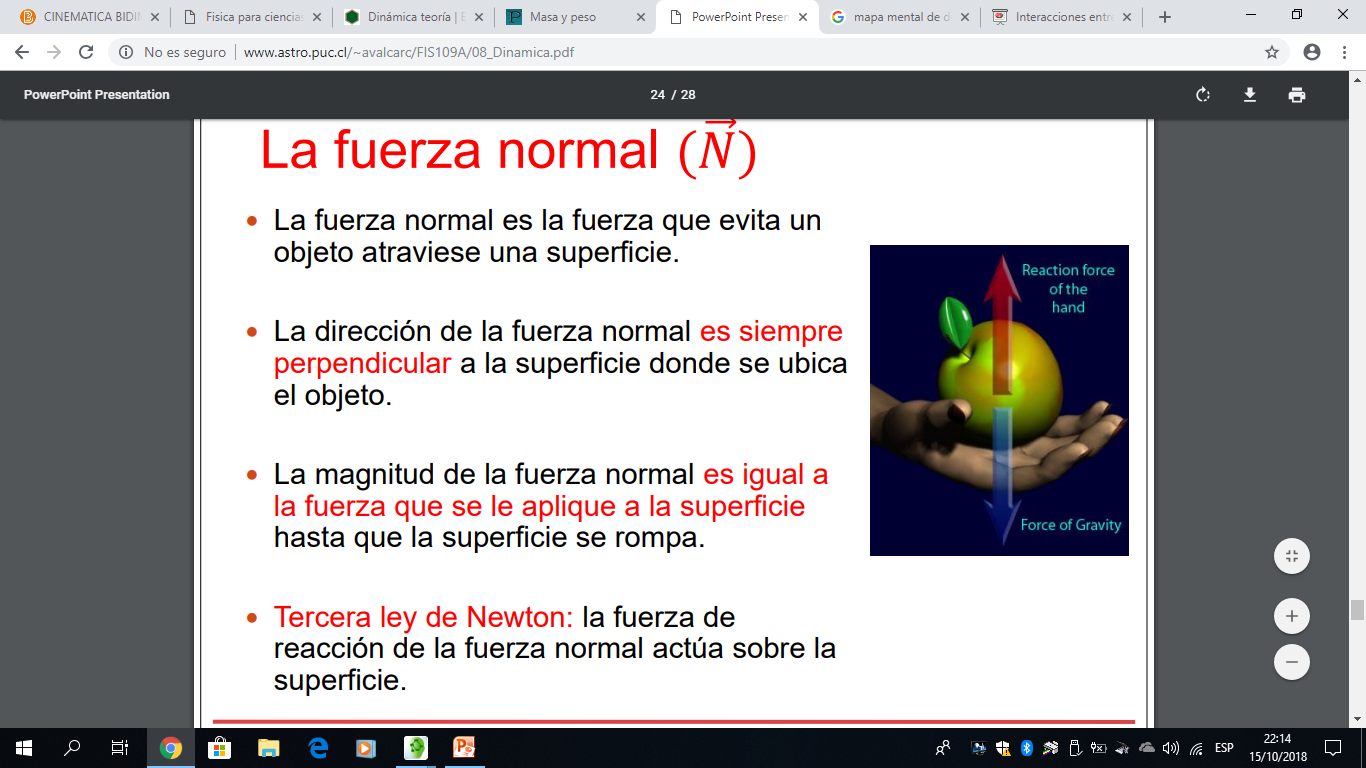 CINEMATICA BIDI
Fisica para ciencia
Dinámica teoría | E
Masa y peso
PowerPoint Presen
mapa mental de d
Interacciones entre
No es seguro | www.astro.puc.cl/~avalcarc/FIS109A/08_Dinamica.pdf
PowerPoint Presentation
24 / 28
La fuerza normal (N⃗)
• La fuerza normal es la fuerza que evita un
objeto atraviese una superficie.
• La dirección de la fuerza normal es siempre
perpendicular a la superficie donde se ubica
el objeto.
• La magnitud de la fuerza normal es igual a
la fuerza que se le aplique a la superficie
hasta que la superficie se rompa.
• Tercera ley de Newton: la fuerza de
reacción de la fuerza normal actúa sobre la
superficie.
Reaction force
of the
hand
Force of Gravity
ESP
22:14
15/10/2018